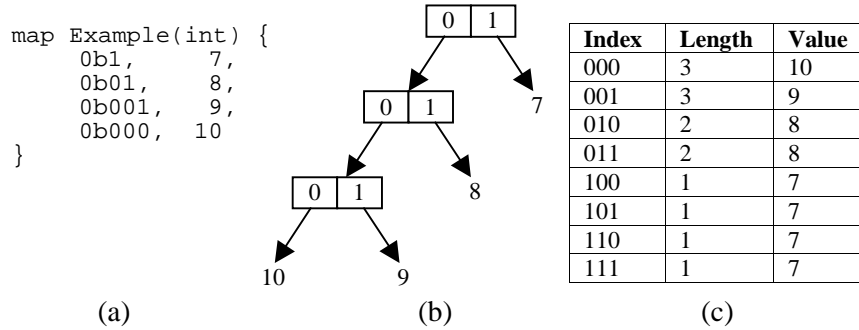 map Example(int) {
0b1, 7,
0b01, 8,
0b001, 9,
0b000, 10
}
0 1
0 1
7
0 1
8
10 9
Index Length Value
000 3 10
001 3 9
010 2 8
011 2 8
100 1 7
101 1 7
110 1 7
111 1 7
(a) (b) (c)